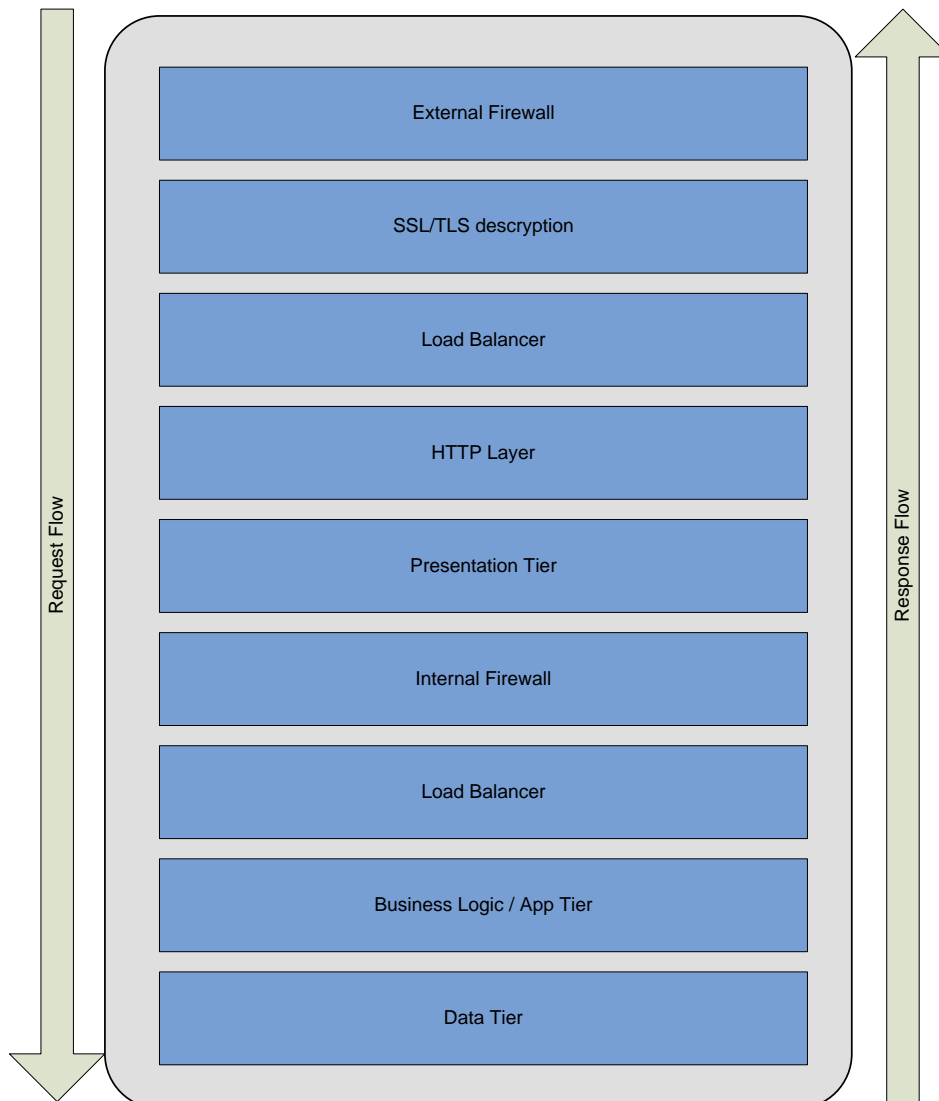 External Firewall
SSL/TLS descryption
Load Balancer
HTTP Layer
Request Flow
Response Flow
Presentation Tier
Internal Firewall
Load Balancer
Business Logic / App Tier
Data Tier